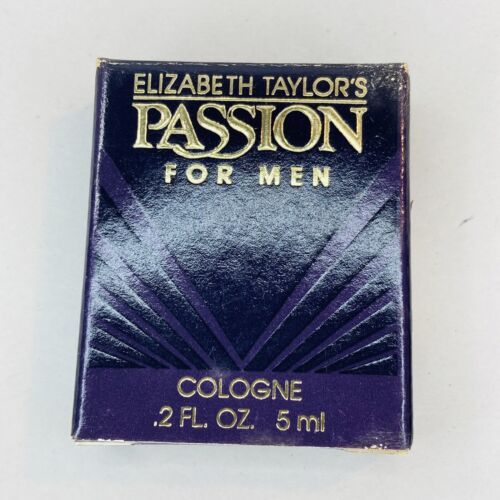 ELIZABETH TAYLOR'S
PASSION
FOR MEN
COLOGNE
.2 FL. OZ. 5 ml